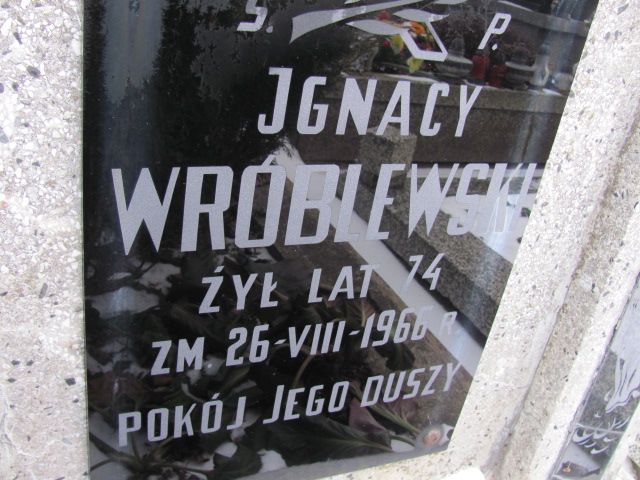 Ś. P.
JGNACY
WRÓBLEWSKI
ŻYŁ LAT 74
ZM. 26-VIII-1966 R.
POKÓJ JEGO DUSZY